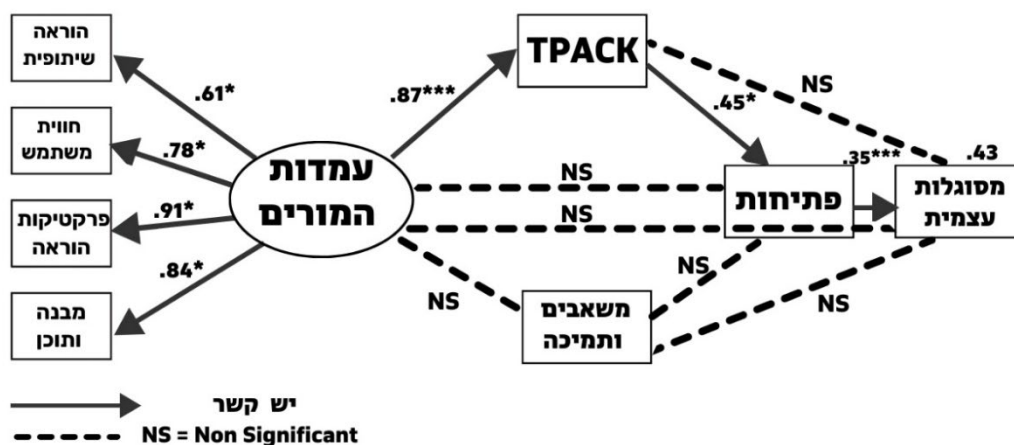 הוראה
שיתופית
חווית
משתמש
פרקטיקות
הוראה
מבנה
ותוכן
.61*
.78*
.91*
.84*
עמדות
המורים
.87***
TPACK
.45*
NS
NS
NS
NS
NS
NS
משאבים
ותמיכה
פתיחות
.35***
.43
מסוגלות
עצמית
יש קשר
NS = Non Significant